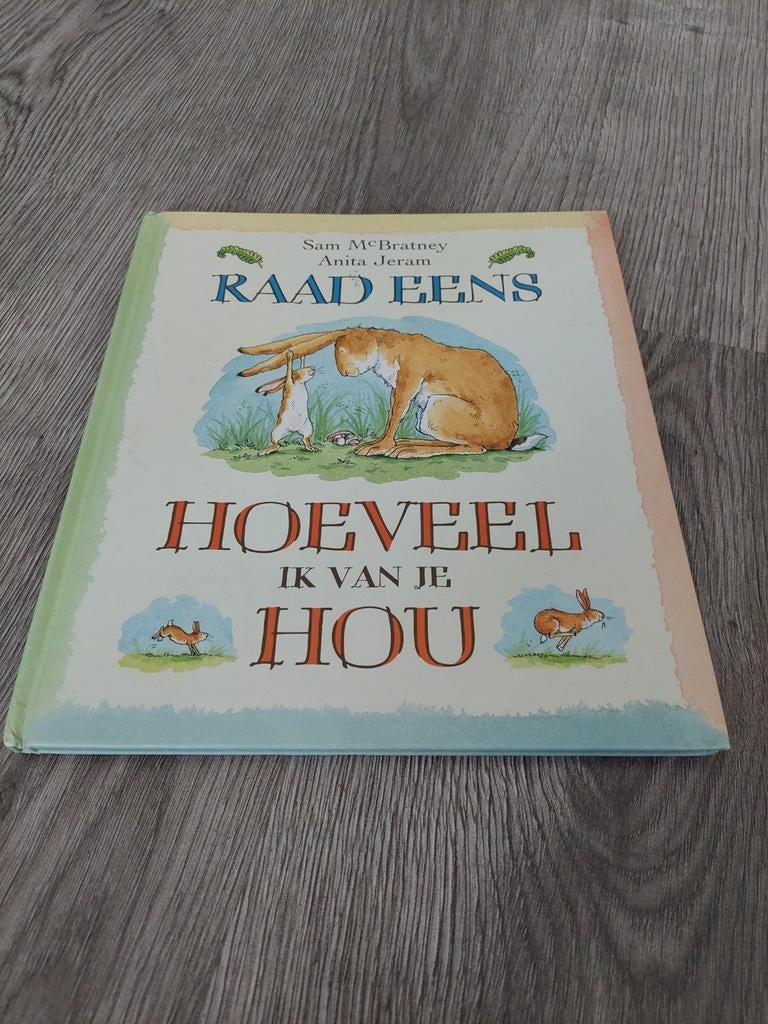 Sam McBratney
Anita Jeram
RAAD EENS
HOEVEEL
IK VAN JE
HOU